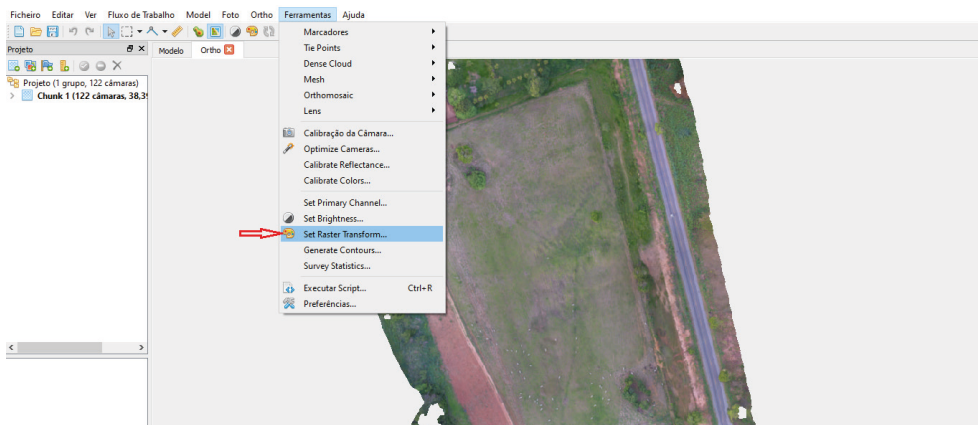 Ficheiro Editar Ver Fluxo de Trabalho Model Foto Ortho Ferramentas Ajuda
Projeto
Modelo Ortho
Projeto (1 grupo, 122 câmaras)
Chunk 1 (122 câmaras, 38,3
Marcadores
Tie Points
Dense Cloud
Mesh
Orthomosaic
Lens
Calibração da Câmara...
Optimize Cameras...
Calibrate Reflectance...
Calibrate Colors...
Set Primary Channel...
Set Brightness...
Set Raster Transform...
Generate Contours...
Survey Statistics...
Executar Script... Ctrl+R
Preferências...